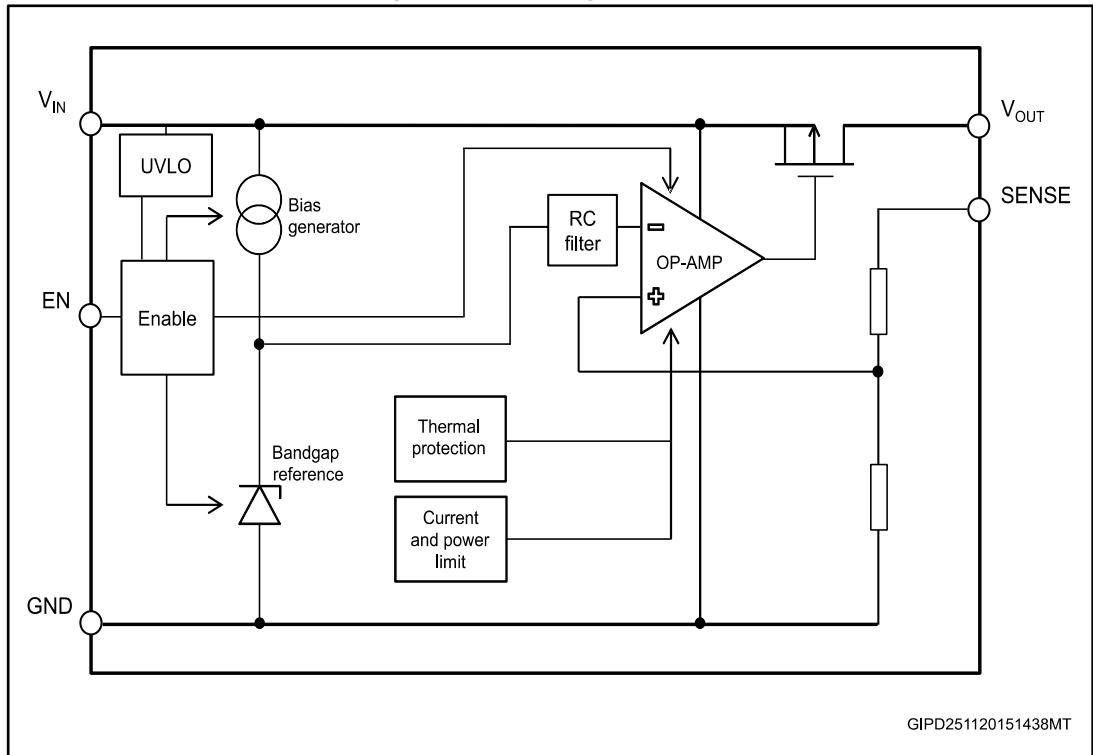 VIN
VOUT
UVLO
SENSE
Bias
generator
RC
filter
OP-AMP
EN
Enable
Thermal
protection
Bandgap
reference
Current
and power
limit
GND
GIPD251120151438MT